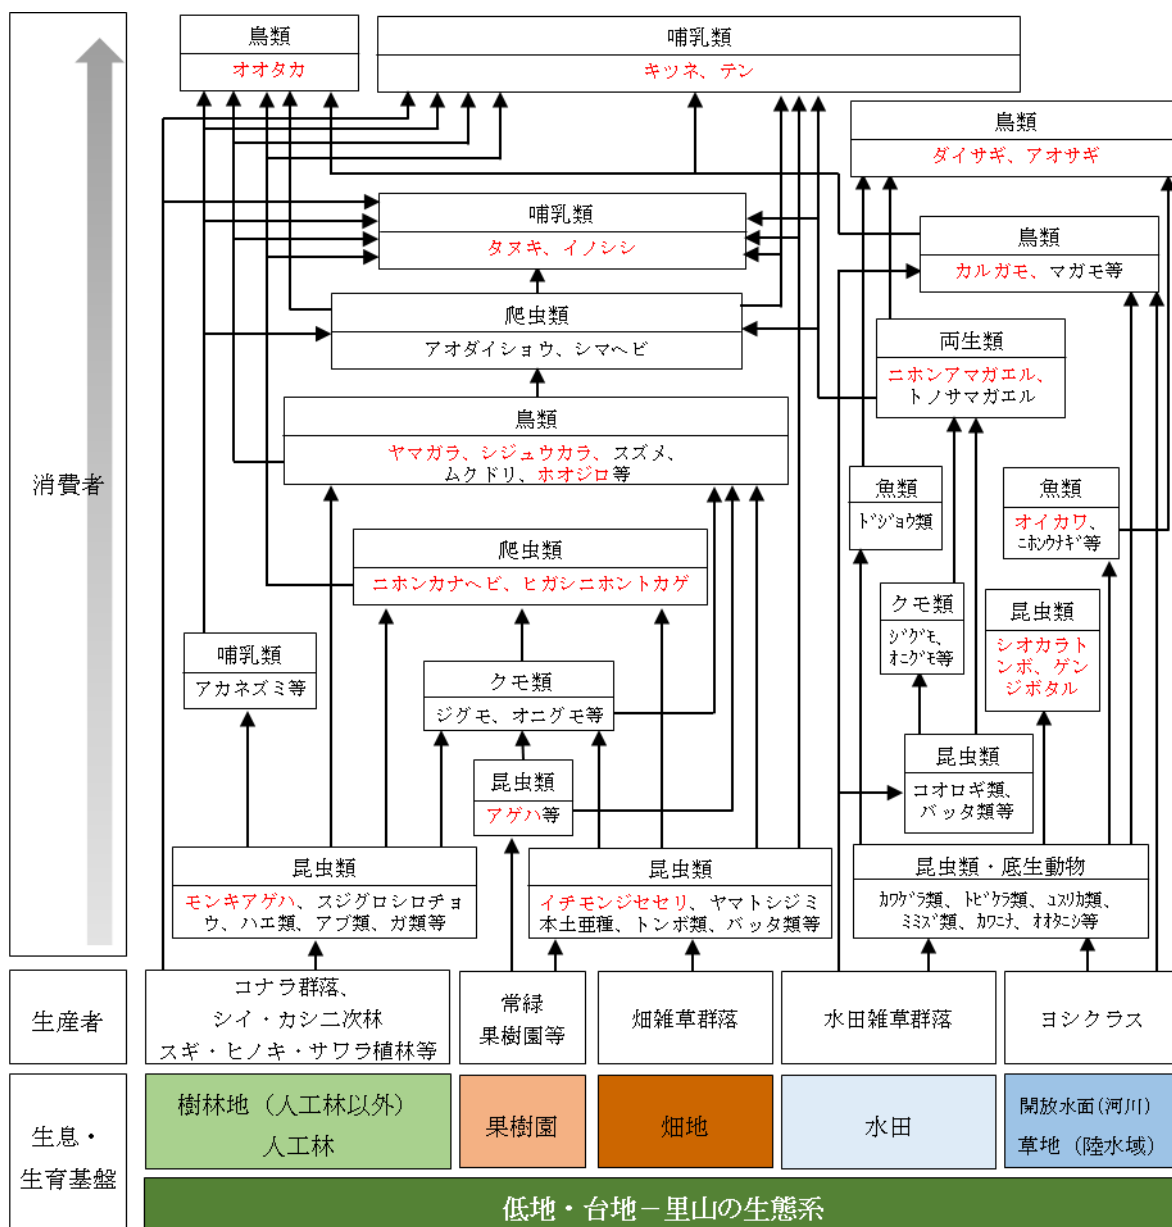 鳥類
オオタカ
哺乳類
キツネ、テン
鳥類
ダイサギ、アオサギ
哺乳類
タヌキ、イノシシ
鳥類
カルガモ、マガモ等
爬虫類
アオダイショウ、シマヘビ
両生類
ニホンアマガエル、
トノサマガエル
鳥類
ヤマガラ、シジュウカラ、スズメ、
ムクドリ、ホオジロ等
消費者
魚類
ﾄﾞｼﾞｮｳ類
魚類
オイカワ、
ﾆﾎﾝｳﾅｷﾞ等
爬虫類
ニホンカナヘビ、ヒガシニホントカゲ
クモ類
ｼﾞｸﾞﾓ、
ｵﾆｸﾞﾓ等
昆虫類
シオカラト
ンボ、ゲン
ジボタル
哺乳類
アカネズミ等
クモ類
ジグモ、オニグモ等
昆虫類
アゲハ等
昆虫類
コオロギ類、
バッタ類等
昆虫類
モンキアゲハ、スジグロシロチョ
ウ、ハエ類、アブ類、ガ類等
昆虫類
イチモンジセセリ、ヤマトシジミ
本土亜種、トンボ類、バッタ類等
昆虫類・底生動物
ｶﾜｹﾞﾗ類、ﾄﾋﾞｹﾗ類、ﾕｽﾘｶ類、
ﾐﾐｽﾞ類、ｶﾜﾆﾅ、ｵｵﾀﾆｼ等
生産者
コナラ群落、
シイ・カシ二次林
スギ・ヒノキ・サワラ植林等
常緑
果樹園等
畑雑草群落
水田雑草群落
ヨシクラス
生息・
生育基盤
樹林地（人工林以外）
人工林
果樹園
畑地
水田
開放水面(河川)
草地（陸水域）
低地・台地－里山の生態系